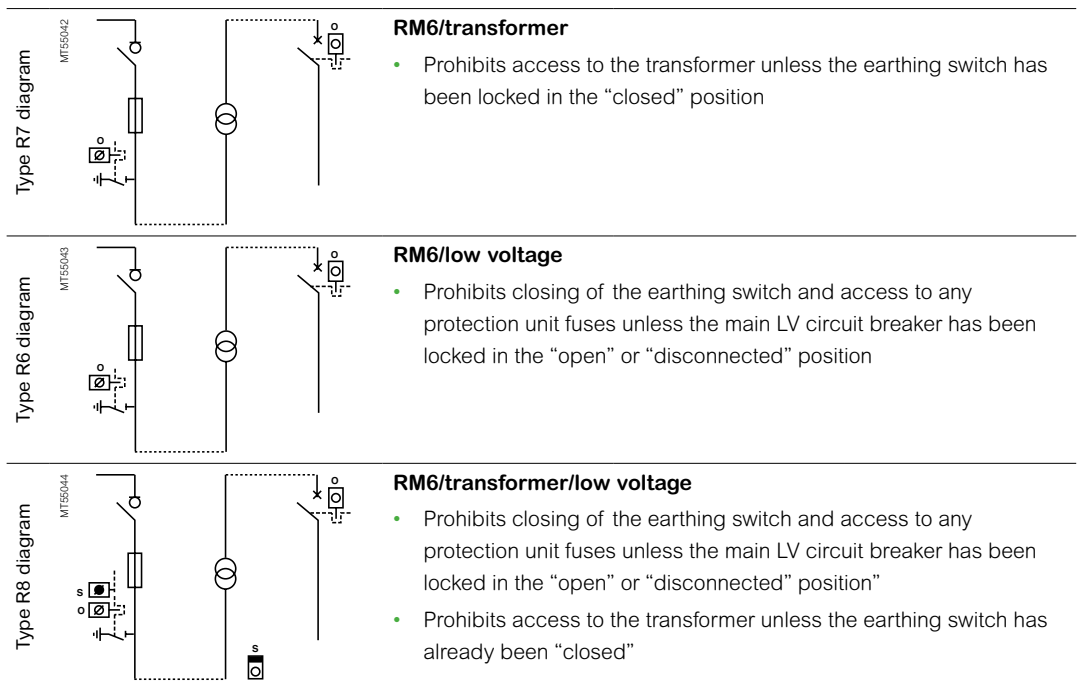 Type R7 diagram
MT55042
o
o
RM6/transformer
• Prohibits access to the transformer unless the earthing switch has
been locked in the “closed” position
Type R6 diagram
MT55043
o
o
RM6/low voltage
• Prohibits closing of the earthing switch and access to any
protection unit fuses unless the main LV circuit breaker has been
locked in the “open” or “disconnected” position
Type R8 diagram
MT55044
o
s
o
s
RM6/transformer/low voltage
• Prohibits closing of the earthing switch and access to any
protection unit fuses unless the main LV circuit breaker has been
locked in the “open” or “disconnected” position”
• Prohibits access to the transformer unless the earthing switch has
already been “closed”